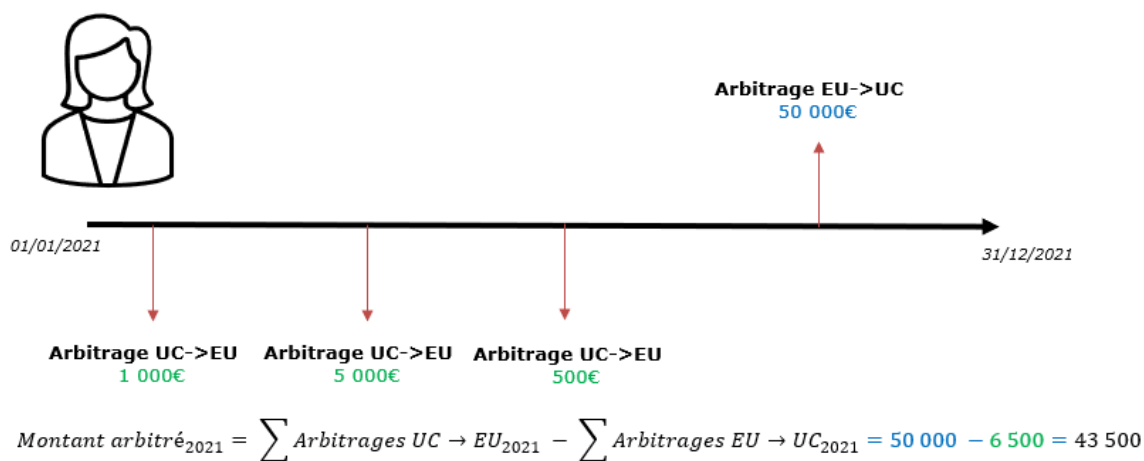 Arbitrage EU->UC
50 000€
01/01/2021
31/12/2021
Arbitrage UC->EU Arbitrage UC->EU Arbitrage UC->EU
1 000€ 5 000€ 500€
Montant arbitré₂₀₂₁ = ∑ Arbitrages UC → EU₂₀₂₁ − ∑ Arbitrages EU → UC₂₀₂₁ = 50 000 − 6 500 = 43 500